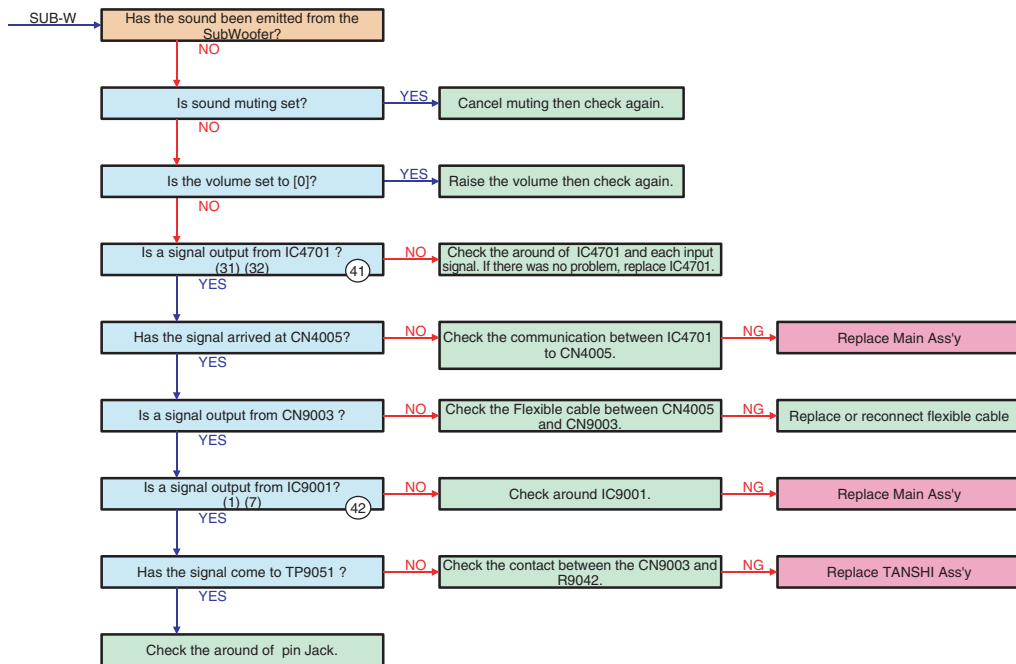 SUB-W
Has the sound been emitted from the
SubWoofer?
NO
Is sound muting set?
YES
Cancel muting then check again.
NO
Is the volume set to [0]?
YES
Raise the volume then check again.
NO
Is a signal output from IC4701 ?
(31) (32)
41
NO
Check the around of  IC4701 and each input
signal. If there was no problem, replace IC4701.
YES
Has the signal arrived at CN4005?
NO
Check the communication between IC4701
to CN4005.
NG
Replace Main Ass'y
YES
Is a signal output from CN9003 ?
NO
Check the Flexible cable between CN4005
and CN9003.
NG
Replace or reconnect flexible cable
YES
Is a signal output from IC9001?
(1) (7)
42
NO
Check around IC9001.
NG
Replace Main Ass'y
YES
Has the signal come to TP9051 ?
NO
Check the contact between the CN9003 and
R9042.
NG
Replace TANSHI Ass'y
YES
Check the around of  pin Jack.